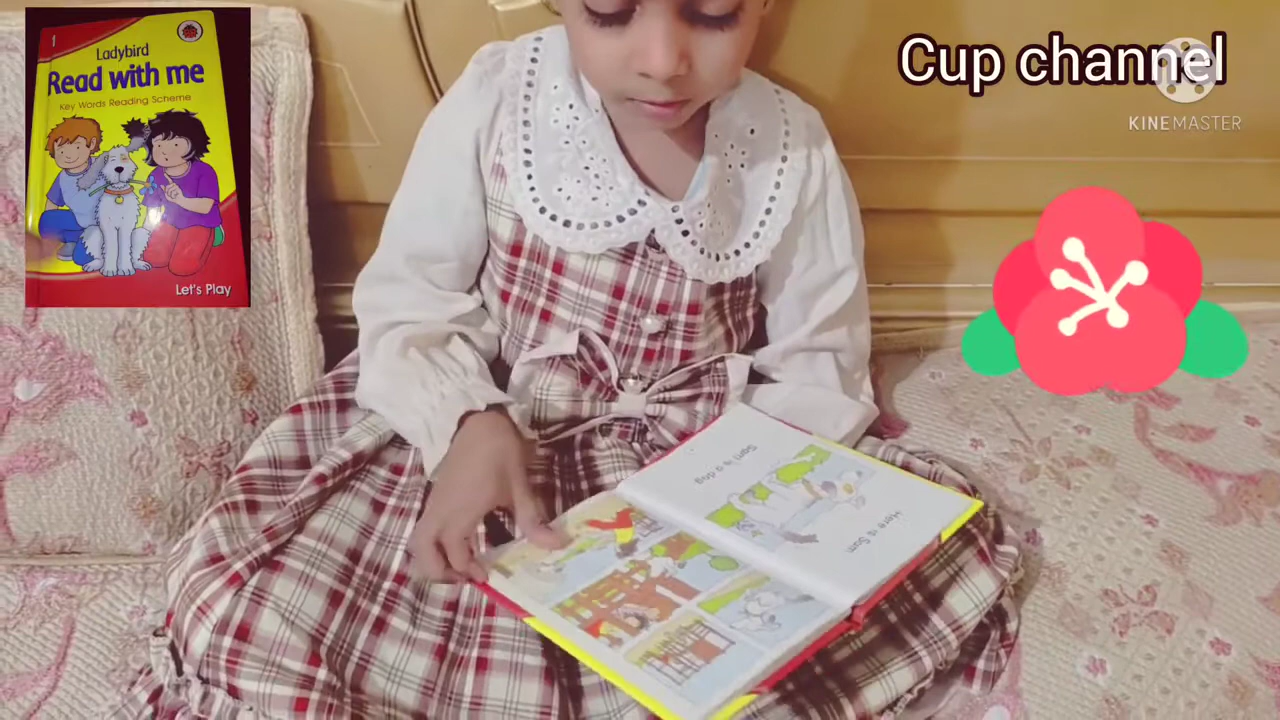 1
Ladybird
Read with me
Key Words Reading Scheme
Let's Play
Cup channel
KINEMASTER
Here is Sam
Sam is a dog